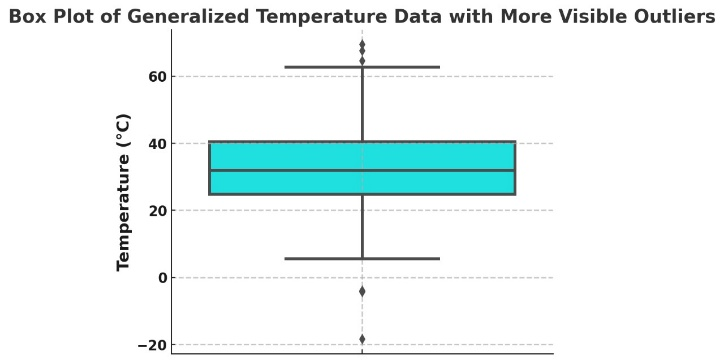 Box Plot of Generalized Temperature Data with More Visible Outliers
Temperature (°C)
60
40
20
0
−20